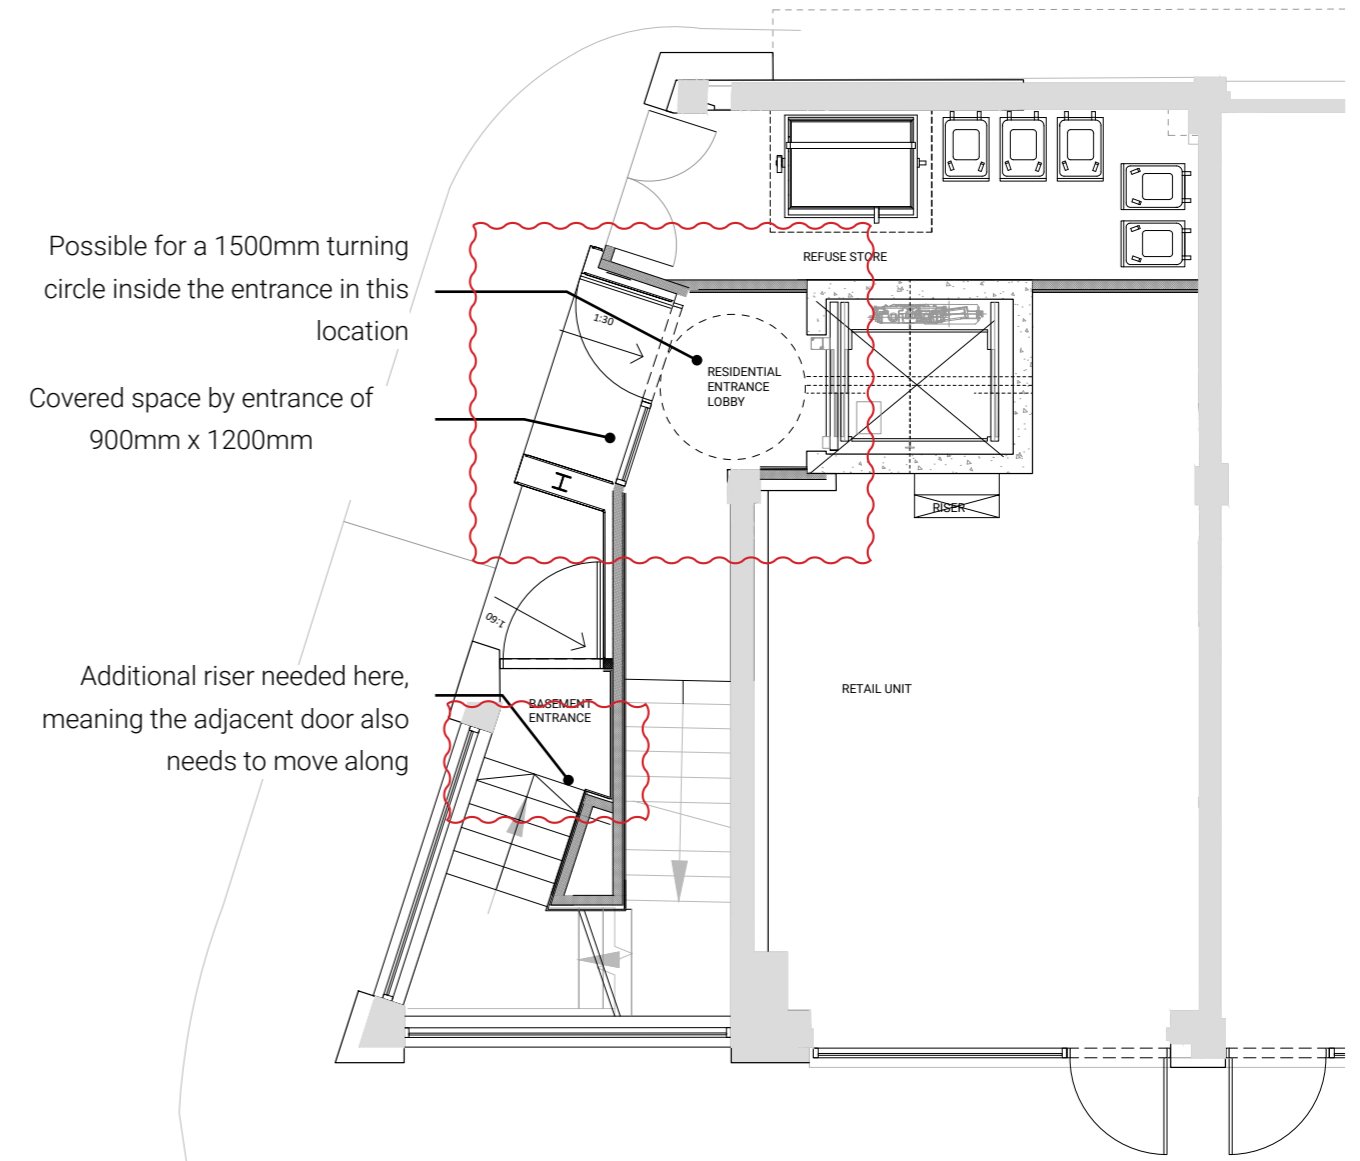 Possible for a 1500mm turning
circle inside the entrance in this
location
Covered space by entrance of
900mm x 1200mm
Additional riser needed here,
meaning the adjacent door also
needs to move along
REFUSE STORE
1:30
RESIDENTIAL
ENTRANCE
LOBBY
RISER
1:60
RETAIL UNIT
BASEMENT
ENTRANCE